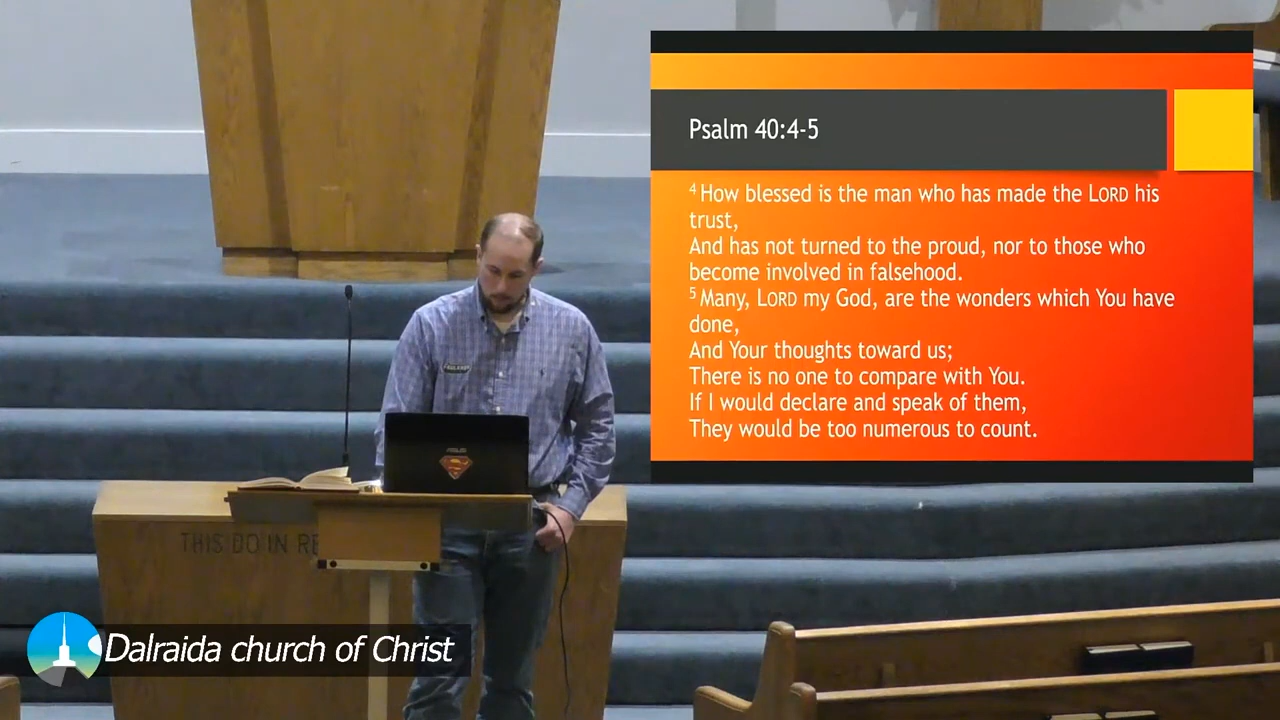 Psalm 40:4-5
4 How blessed is the man who has made the LORD his
trust,
And has not turned to the proud, nor to those who
become involved in falsehood.
5 Many, LORD my God, are the wonders which You have
done,
And Your thoughts toward us;
There is no one to compare with You.
If I would declare and speak of them,
They would be too numerous to count.
ASUS
THIS DO IN RE
Dalraida church of Christ